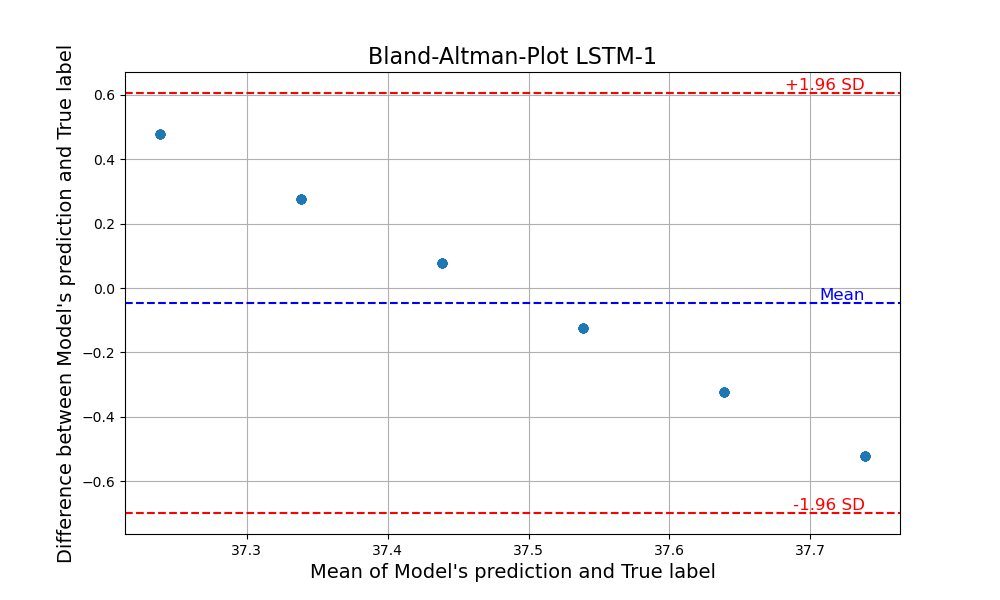 Bland-Altman-Plot LSTM-1
Difference between Model's prediction and True label
0.6
0.4
0.2
0.0
−0.2
−0.4
−0.6
+1.96 SD
Mean
-1.96 SD
37.3 37.4 37.5 37.6 37.7
Mean of Model's prediction and True label